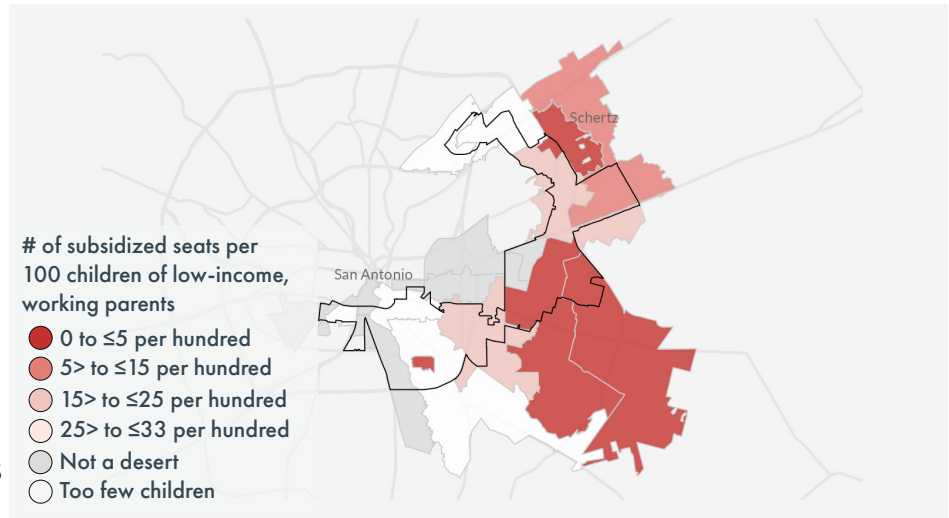 Schertz
# of subsidized seats per
100 children of low-income,
San Antonio
working parents
0 to ≤5 per hundred
5> to ≤15 per hundred
15> to ≤25 per hundred
25> to ≤33 per hundred
Not a desert
Too few children